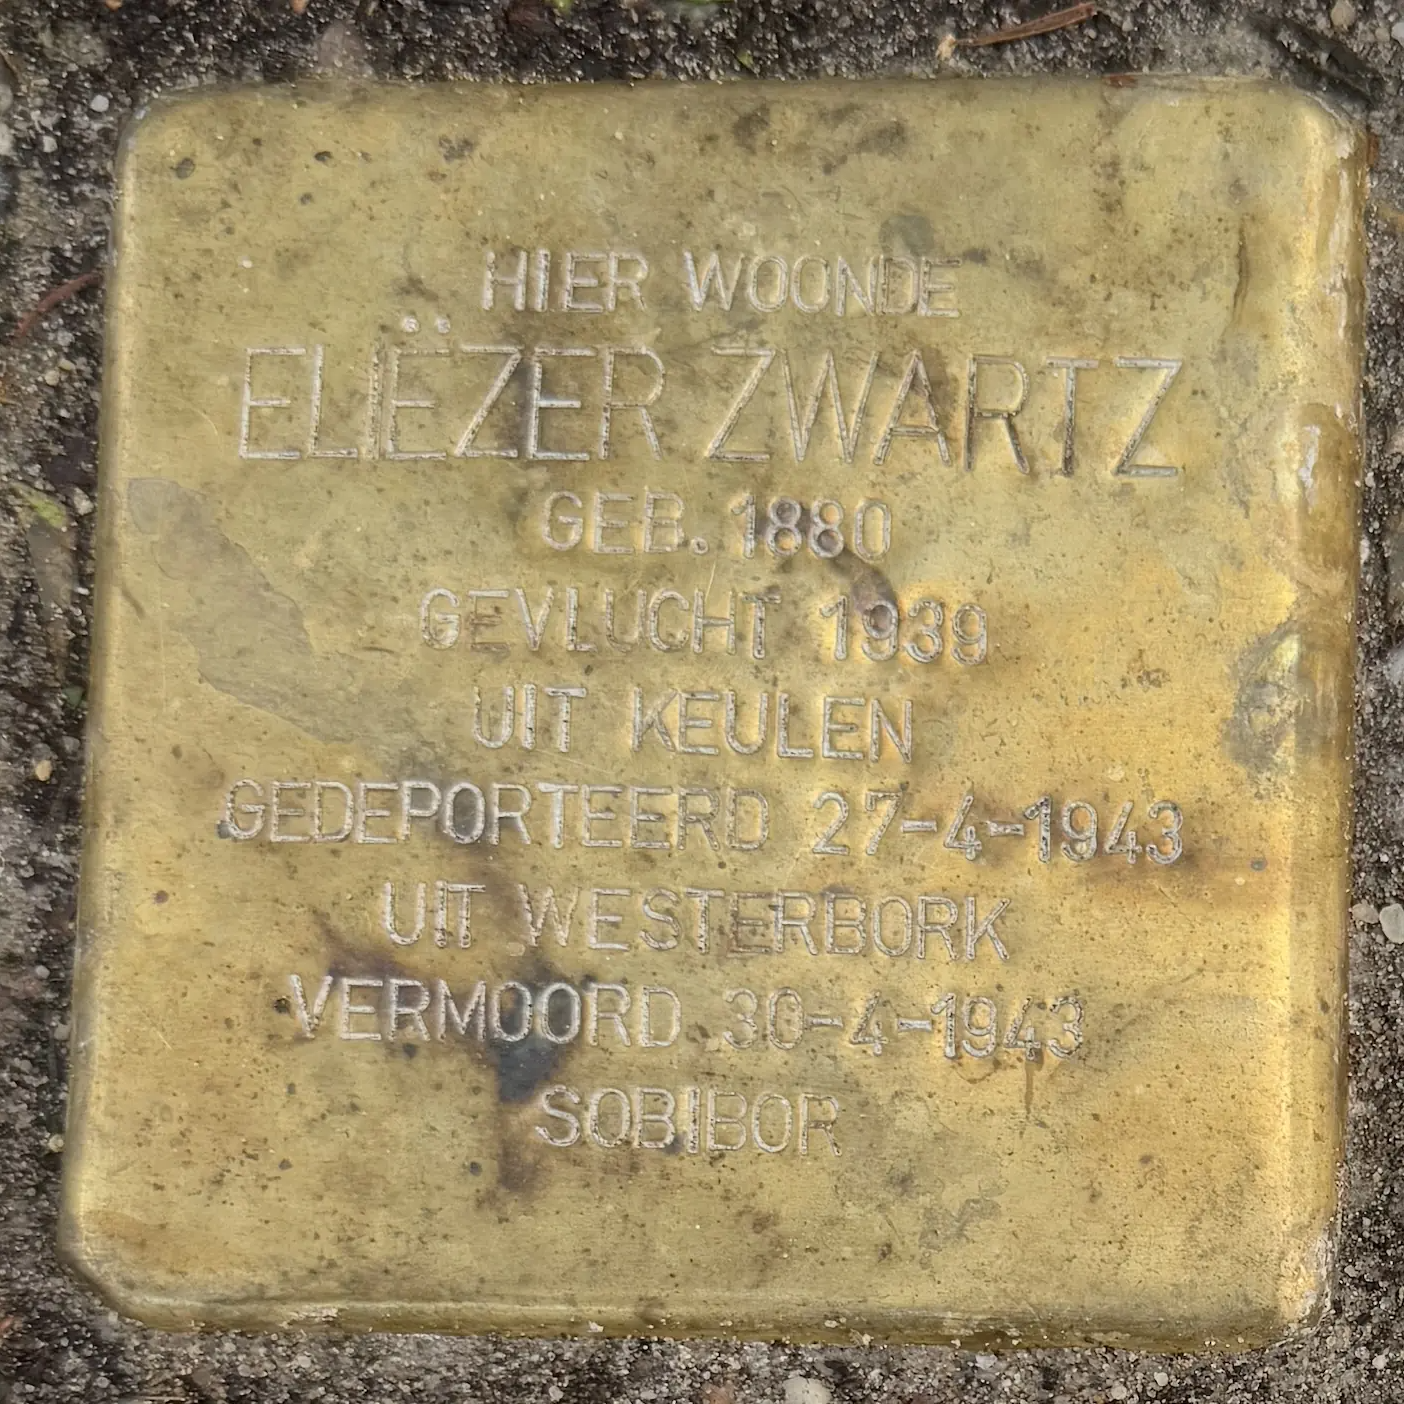 HIER WOONDE
ELIËZER ZWARTZ
GEB. 1880
GEVLUCHT 1939
UIT KEULEN
GEDEPORTEERD 27-4-1943
UIT WESTERBORK
VERMOORD 30-4-1943
SOBIBOR